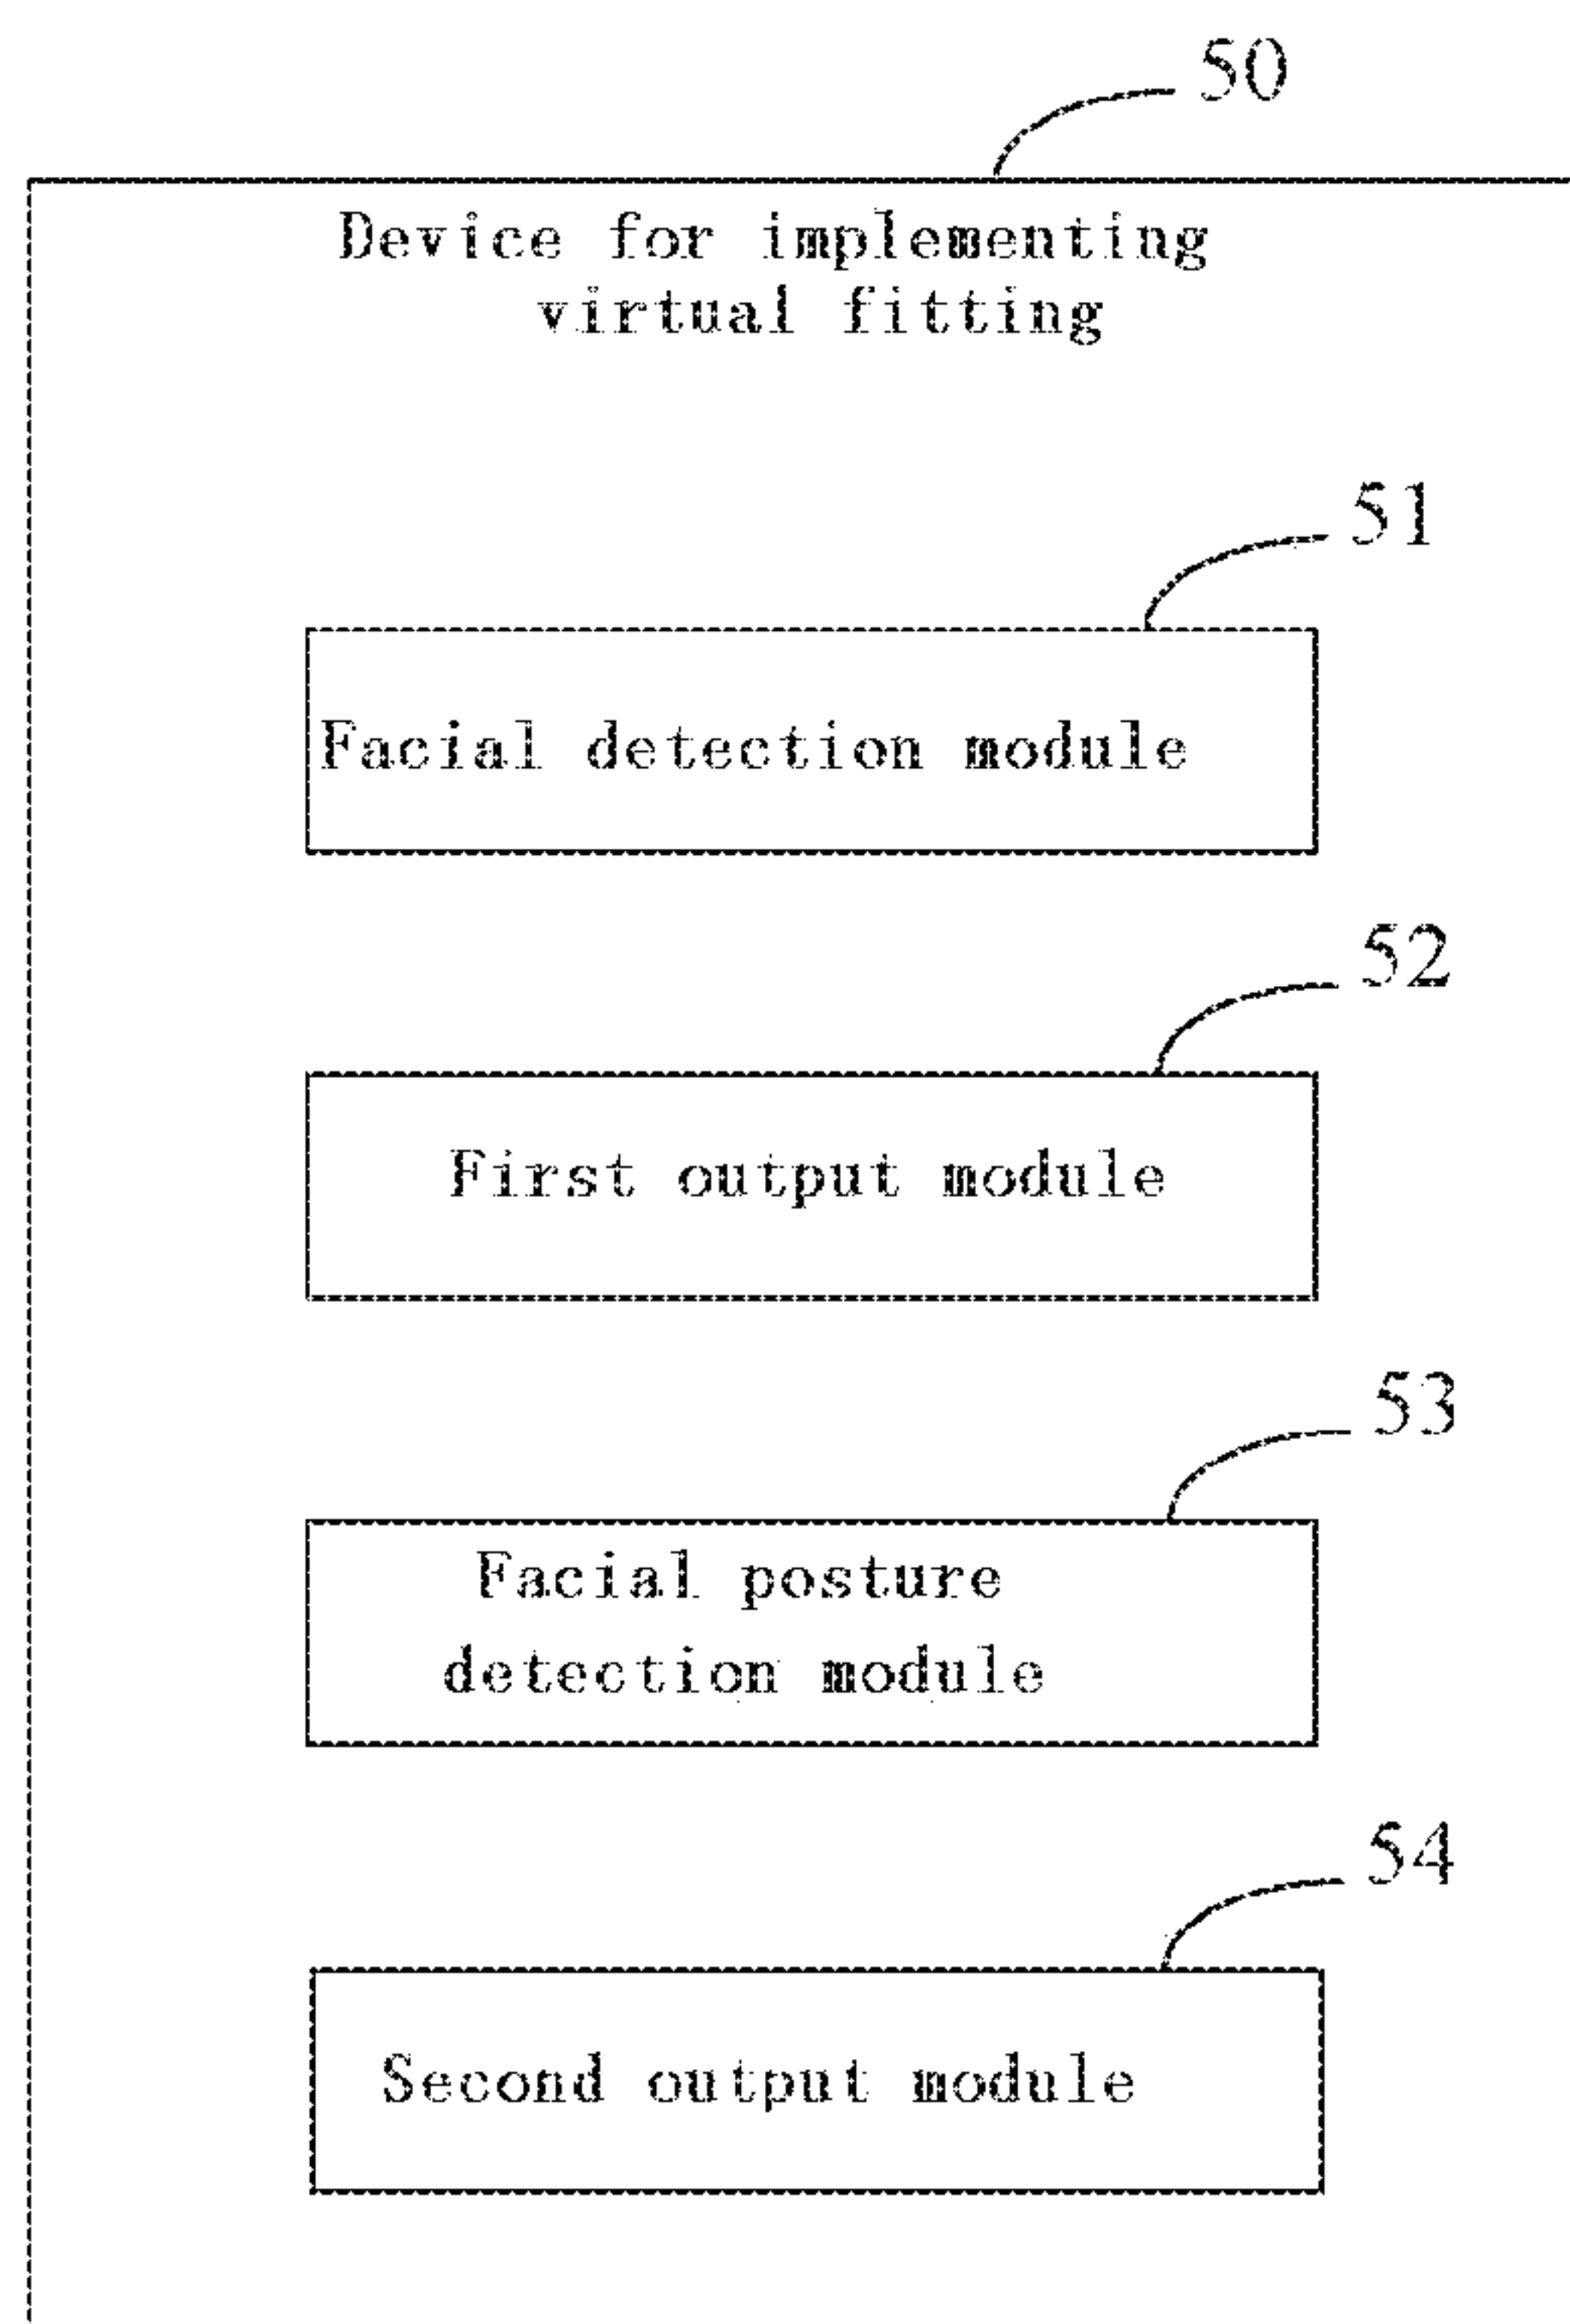 50
Device for implementing
virtual fitting
51
Facial detection module
52
First output module
53
Facial posture
detection module
54
Second output module